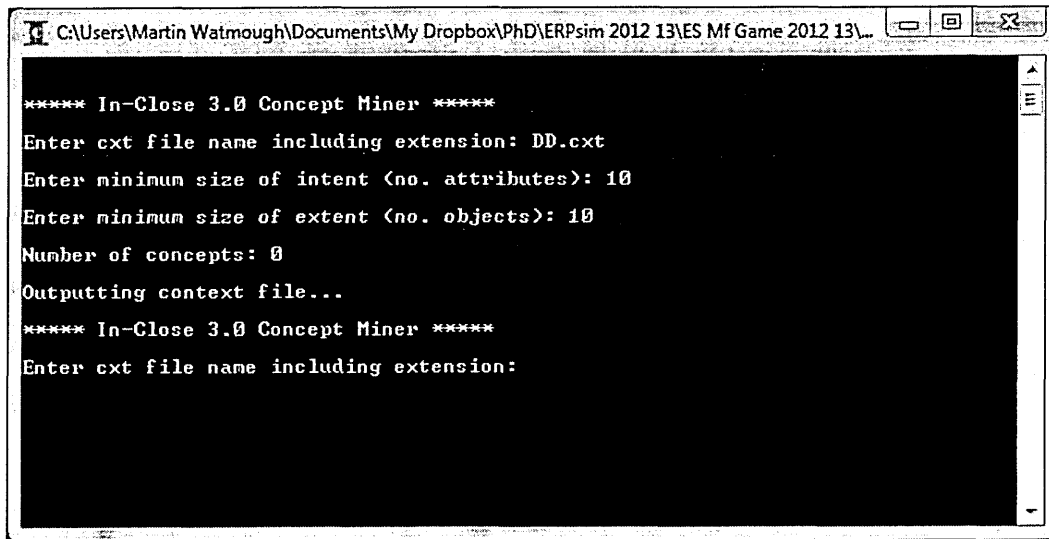 C:\Users\Martin Watmough\Documents\My Dropbox\PhD\ERPsim 2012 13\ES Mf Game 2012 13\...
***** In-Close 3.0 Concept Miner *****
Enter cxt file name including extension: DD.cxt
Enter minimum size of intent (no. attributes): 10
Enter minimum size of extent (no. objects): 10
Number of concepts: 0
Outputting context file...
***** In-Close 3.0 Concept Miner *****
Enter cxt file name including extension: